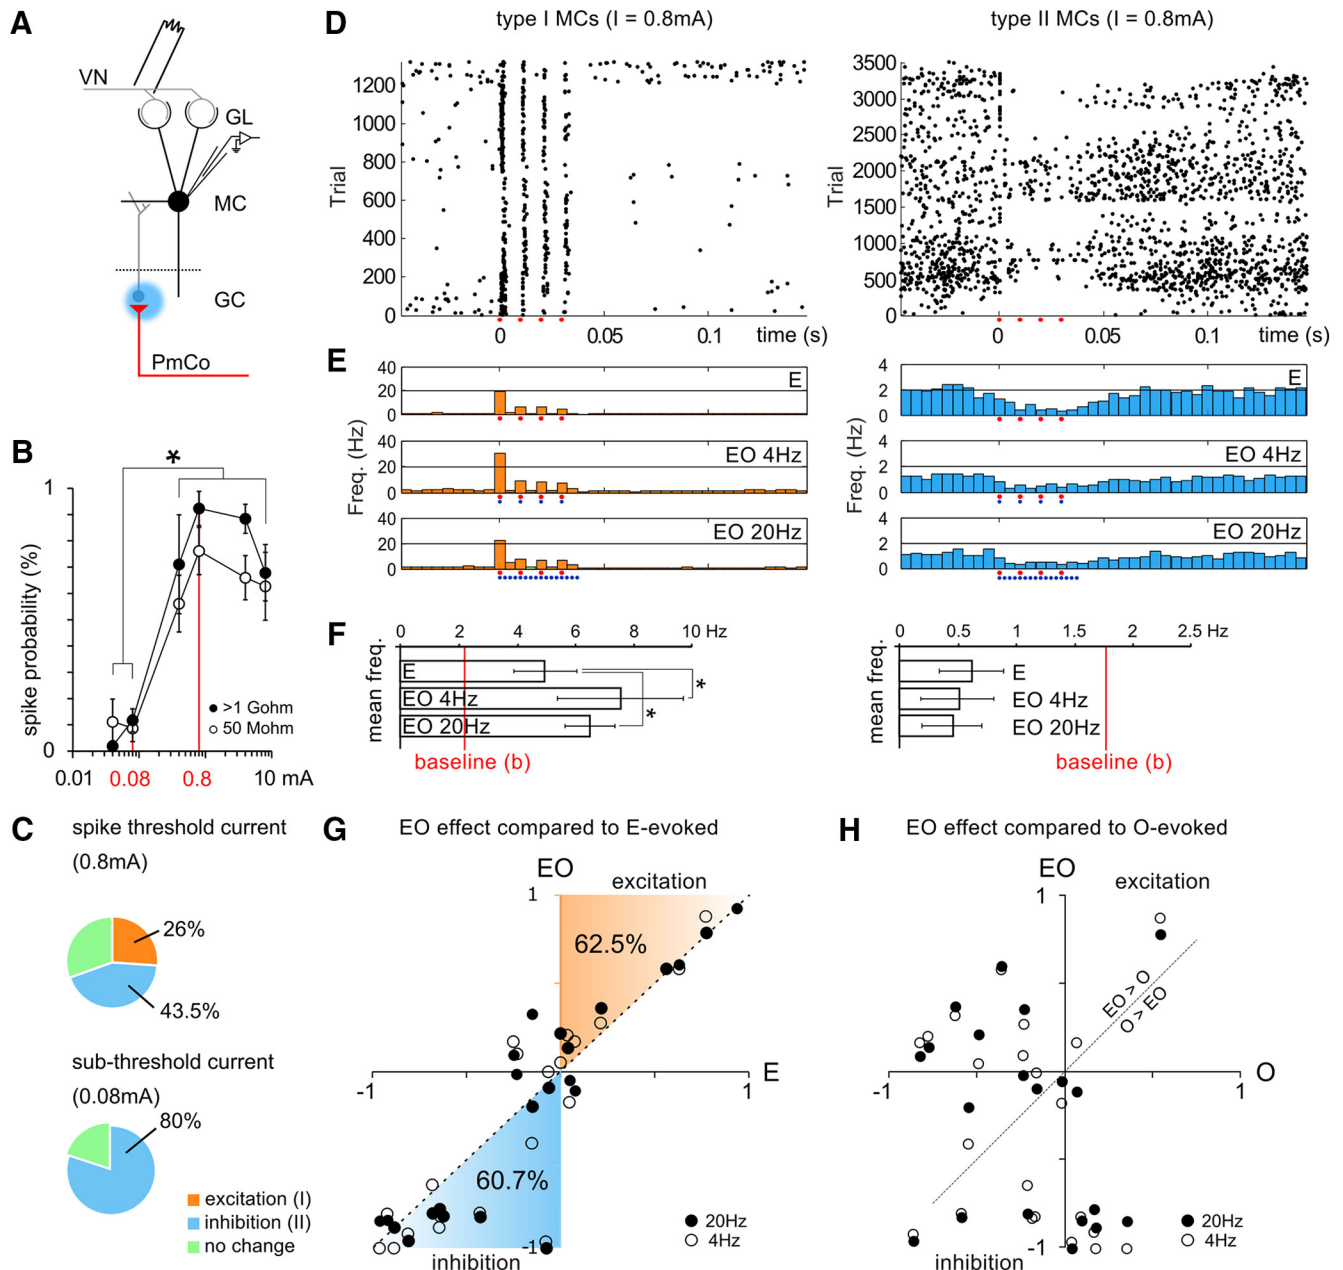 A
VN
GL
MC
GC
PmCo
B
*
1
0
spike probability (%)
>1 Gohm
50 Mohm
0.01 0.08 0.8 10 mA
C
spike threshold current
(0.8mA)
26%
43.5%
sub-threshold current
(0.08mA)
80%
excitation (I)
inhibition (II)
no change
D
type I MCs (I = 0.8mA)
Trial
1200
1000
800
600
400
200
0
0 0.05 0.1 time (s)
type II MCs (I = 0.8mA)
Trial
3500
3000
2500
2000
1500
1000
500
0
0 0.05 0.1 time (s)
E
Freq. (Hz)
40
20
0
E
40
20
0
EO 4Hz
40
20
0
EO 20Hz
Freq. (Hz)
4
2
0
E
4
2
0
EO 4Hz
4
2
0
EO 20Hz
F
mean freq.
0 2 4 6 8 10 Hz
E
EO 4Hz
EO 20Hz
*
*
baseline (b)
mean freq.
0 0.5 1 1.5 2 2.5 Hz
E
EO 4Hz
EO 20Hz
baseline (b)
G
EO effect compared to E-evoked
EO
excitation
1
62.5%
-1 1 E
60.7%
-1
inhibition
20Hz
4Hz
H
EO effect compared to O-evoked
EO
excitation
1
EO > O
O > EO
-1 1 O
-1
inhibition
20Hz
4Hz